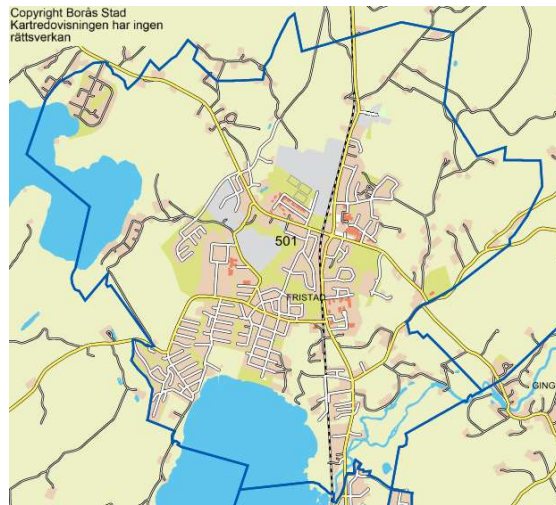 Copyright Borås Stad
Kartredovisningen har ingen
rättsverkan
501
FRISTAD
GING